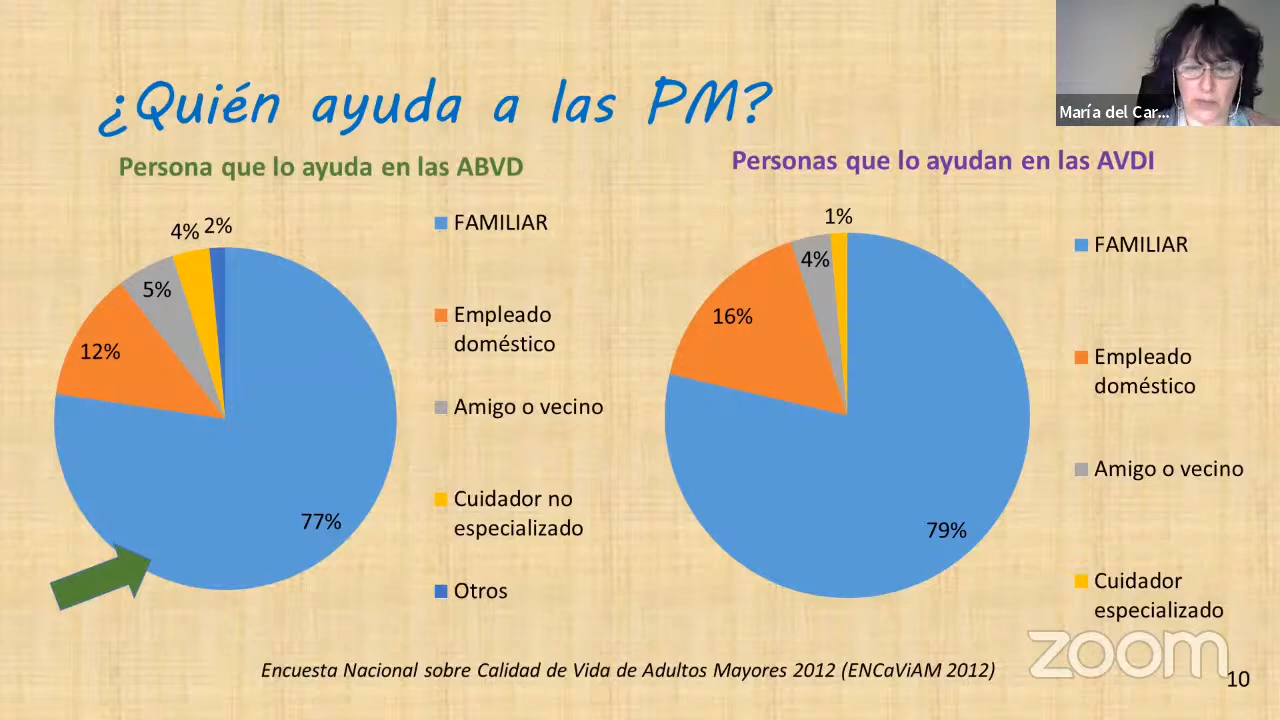 ¿Quién ayuda a las PM?
María del Car...
Persona que lo ayuda en las ABVD
4%
2%
5%
12%
77%
FAMILIAR
Empleado
doméstico
Amigo o vecino
Cuidador no
especializado
Otros
Personas que lo ayudan en las AVDI
1%
4%
16%
79%
FAMILIAR
Empleado
doméstico
Amigo o vecino
Cuidador
especializado
Encuesta Nacional sobre Calidad de Vida de Adultos Mayores 2012 (ENCaViAM 2012)
zoom
10